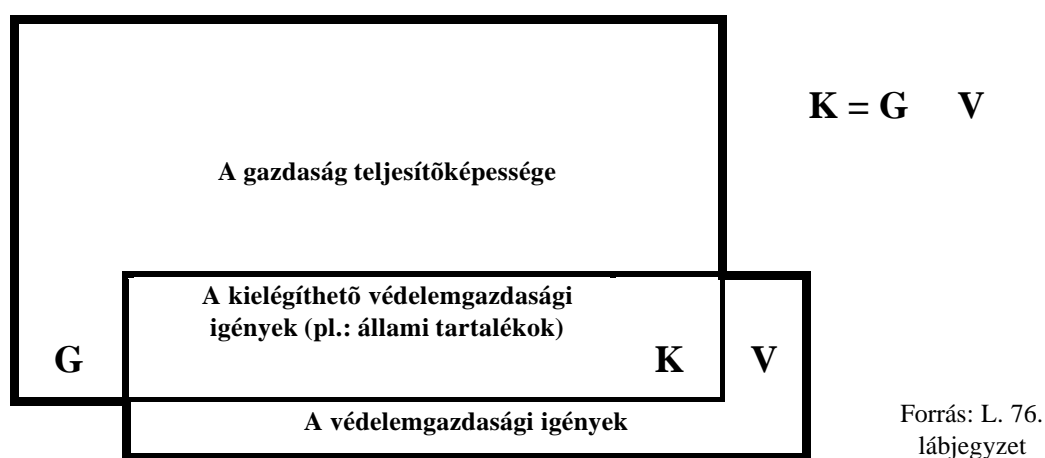 K = G V
A gazdaság teljesítõképessége
A kielégíthetõ védelemgazdasági
igények (pl.: állami tartalékok)
G
K
V
A védelemgazdasági igények
Forrás: L. 76.
lábjegyzet